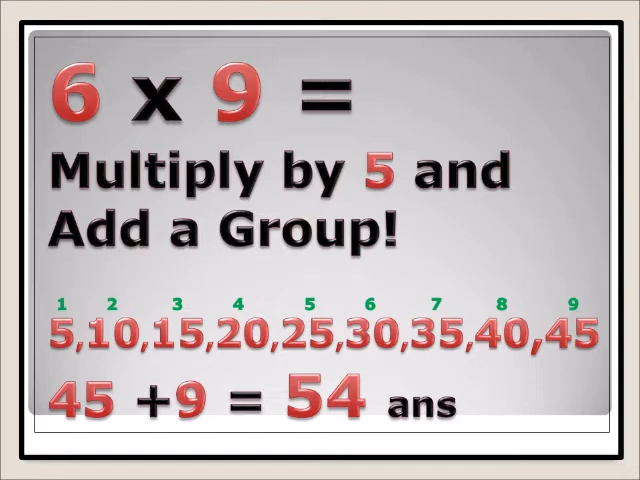 6 x 9 =
Multiply by 5 and
Add a Group!
1 2 3 4 5 6 7 8 9
5,10,15,20,25,30,35,40,45
45 +9 = 54 ans